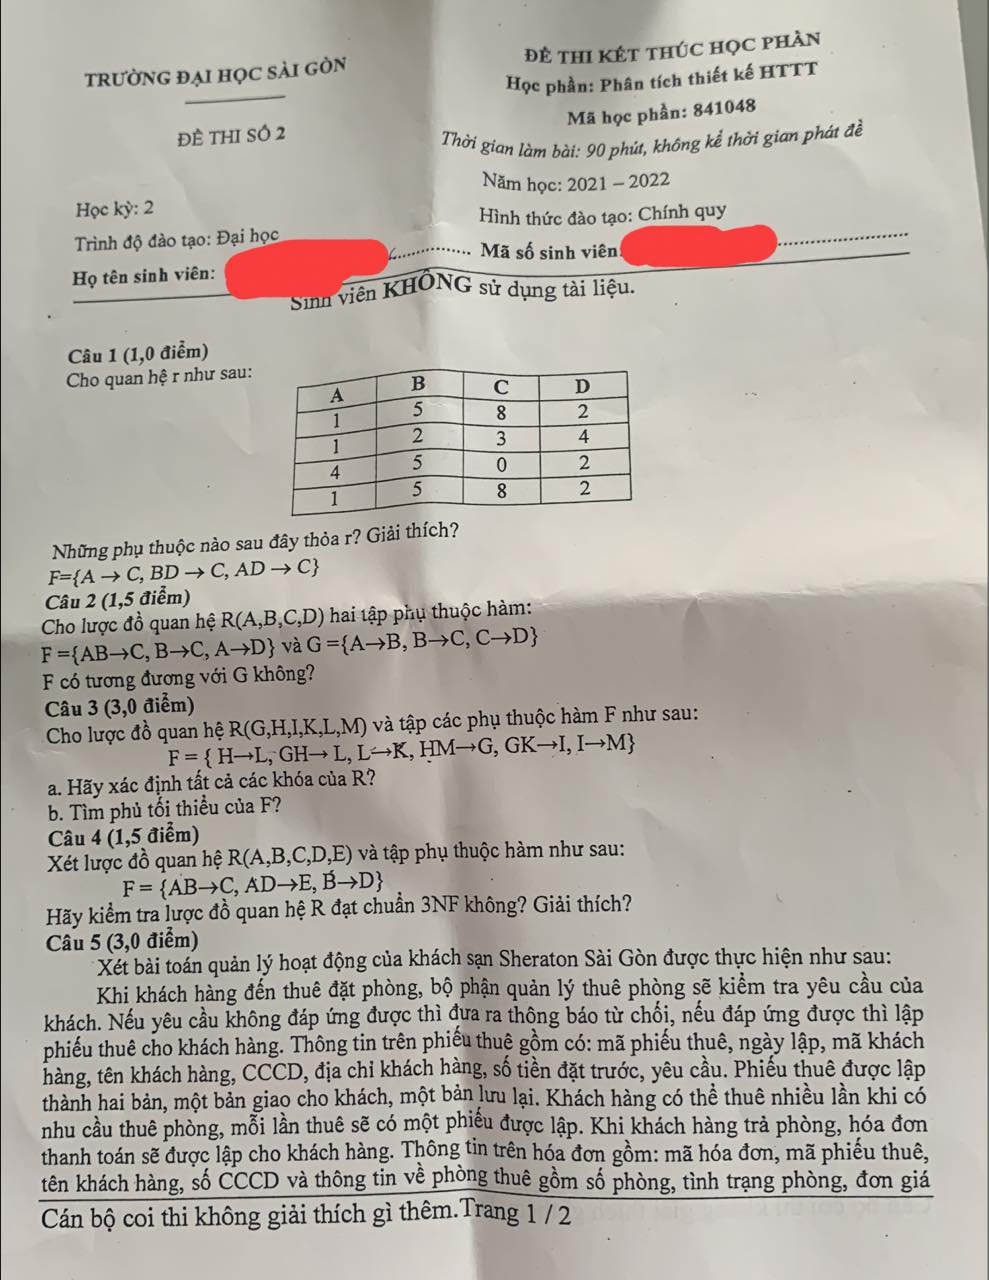 TRƯỜNG ĐẠI HỌC SÀI GÒN
ĐỀ THI KẾT THÚC HỌC PHẦN
Học phần: Phân tích thiết kế HTTT
ĐỀ THI SỐ 2
Mã học phần: 841048
Thời gian làm bài: 90 phút, không kể thời gian phát đề
Năm học: 2021 – 2022
Học kỳ: 2
Hình thức đào tạo: Chính quy
Trình độ đào tạo: Đại học
Họ tên sinh viên: Mã số sinh viên:
Sinh viên KHÔNG sử dụng tài liệu.
Câu 1 (1,0 điểm)
Cho quan hệ r như sau:
A B C D
1 5 8 2
1 2 3 4
4 5 0 2
1 5 8 2
Những phụ thuộc nào sau đây thỏa r? Giải thích?
F={A → C, BD → C, AD → C}
Câu 2 (1,5 điểm)
Cho lược đồ quan hệ R(A,B,C,D) hai tập phụ thuộc hàm:
F ={AB→C, B→C, A→D} và G ={A→B, B→C, C→D}
F có tương đương với G không?
Câu 3 (3,0 điểm)
Cho lược đồ quan hệ R(G,H,I,K,L,M) và tập các phụ thuộc hàm F như sau:
F = { H→L, GH→ L, L→K, HM→G, GK→I, I→M}
a. Hãy xác định tất cả các khóa của R?
b. Tìm phủ tối thiểu của F?
Câu 4 (1,5 điểm)
Xét lược đồ quan hệ R(A,B,C,D,E) và tập phụ thuộc hàm như sau:
F = {AB→C, AD→E, B→D}
Hãy kiểm tra lược đồ quan hệ R đạt chuẩn 3NF không? Giải thích?
Câu 5 (3,0 điểm)
Xét bài toán quản lý hoạt động của khách sạn Sheraton Sài Gòn được thực hiện như sau:
Khi khách hàng đến thuê đặt phòng, bộ phận quản lý thuê phòng sẽ kiểm tra yêu cầu của
khách. Nếu yêu cầu không đáp ứng được thì đưa ra thông báo từ chối, nếu đáp ứng được thì lập
phiếu thuê cho khách hàng. Thông tin trên phiếu thuê gồm có: mã phiếu thuê, ngày lập, mã khách
hàng, tên khách hàng, CCCD, địa chỉ khách hàng, số tiền đặt trước, yêu cầu. Phiếu thuê được lập
thành hai bản, một bản giao cho khách, một bản lưu lại. Khách hàng có thể thuê nhiều lần khi có
nhu cầu thuê phòng, mỗi lần thuê sẽ có một phiếu được lập. Khi khách hàng trả phòng, hóa đơn
thanh toán sẽ được lập cho khách hàng. Thông tin trên hóa đơn gồm: mã hóa đơn, mã phiếu thuê,
tên khách hàng, số CCCD và thông tin về phòng thuê gồm số phòng, tình trạng phòng, đơn giá
Cán bộ coi thi không giải thích gì thêm.Trang 1 / 2